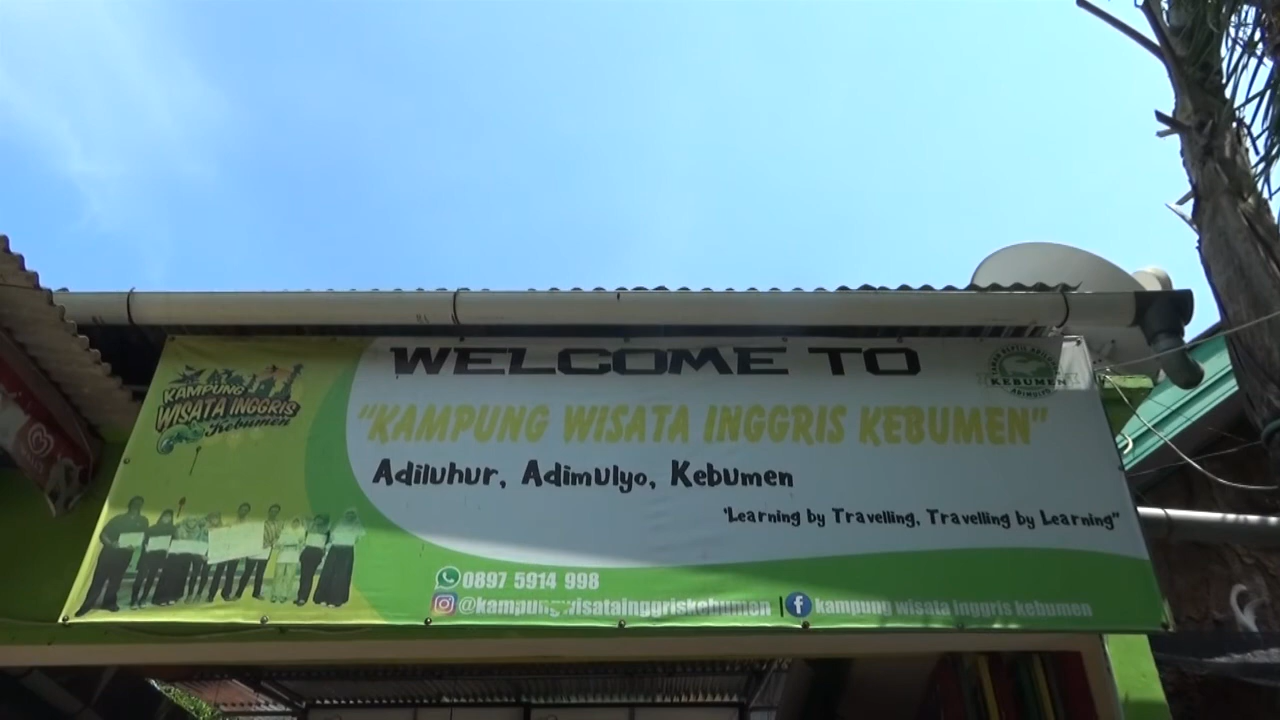 WELCOME TO
"KAMPUNG WISATA INGGRIS KEBUMEN"
Adiluhur, Adimulyo, Kebumen
'Learning by Travelling, Travelling by Learning"
0897 5914 998
@kampungwisatainggriskebumen | kampung wisata inggris kebumen
KAMPUNG
WISATA INGGRIS
Kebumen
KEBUMEN
ADIMULYO